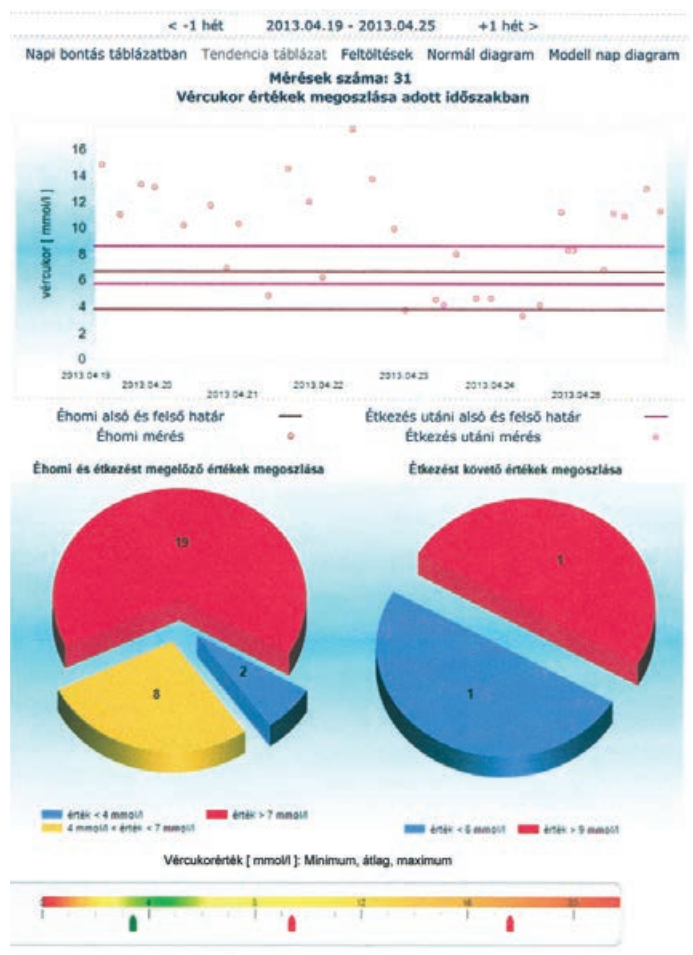 < -1 hét 2013.04.19 - 2013.04.25 +1 hét >
Napi bontás táblázatban Tendencia táblázat Feltöltések Normál diagram Modell nap diagram
Mérések száma: 31
Vércukor értékek megoszlása adott időszakban
16
14
12
10
8
6
4
2
0
vércukor [ mmol/l ]
2013.04.19
2013.04.20
2013.04.21
2013.04.22
2013.04.23
2013.04.24
Éhomi alsó és felső határ Étkezés utáni alsó és felső határ
Éhomi mérés Étkezés utáni mérés
Éhomi és étkezést megelőző értékek megoszlása Étkezést követő értékek megoszlása
19
2
8
1
1
érték < 4 mmol/l érték > 7 mmol/l
4 mmol/l < érték < 7 mmol/l
érték < 6 mmol/l érték > 9 mmol/l
Vércukorérték [ mmol/l ]: Minimum, átlag, maximum
4 8 12 16 20